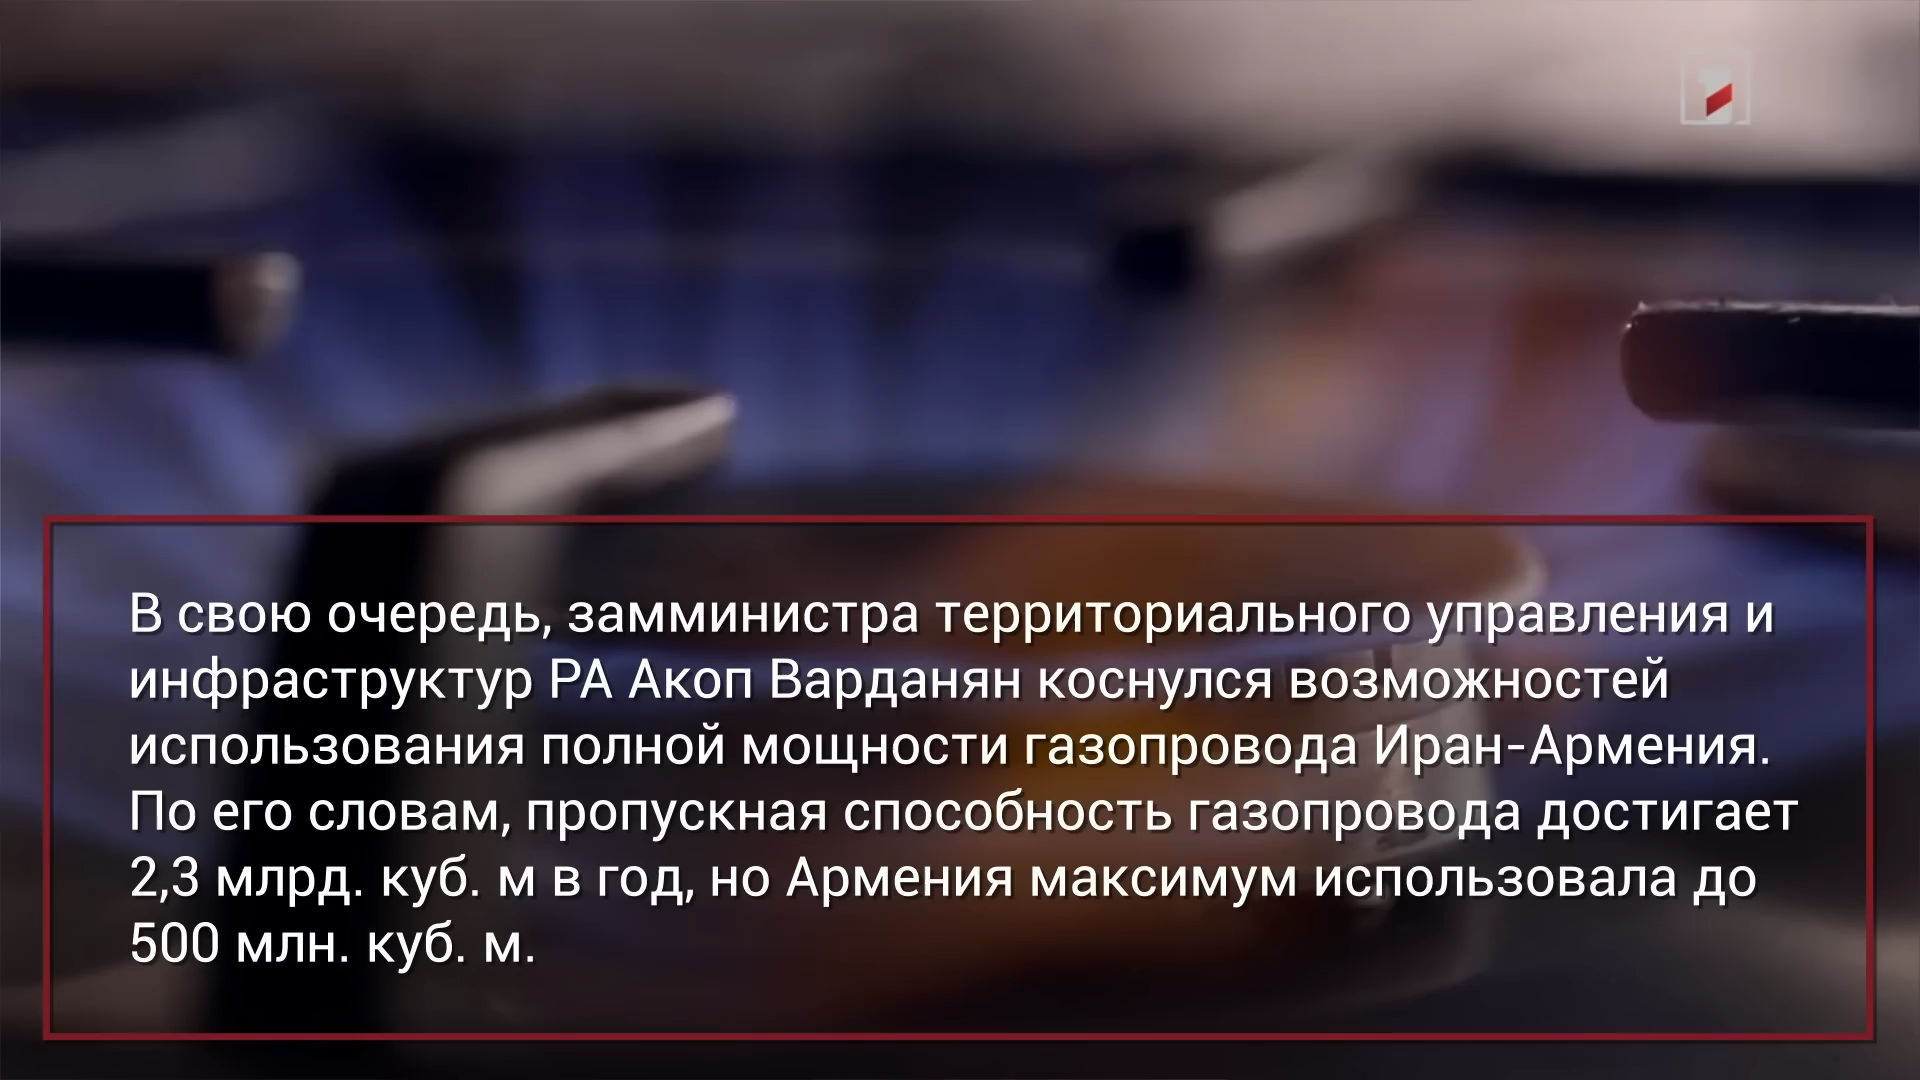 В свою очередь, замминистра территориального управления и
инфраструктур РА Акоп Варданян коснулся возможностей
использования полной мощности газопровода Иран-Армения.
По его словам, пропускная способность газопровода достигает
2,3 млрд. куб. м в год, но Армения максимум использовала до
500 млн. куб. м.